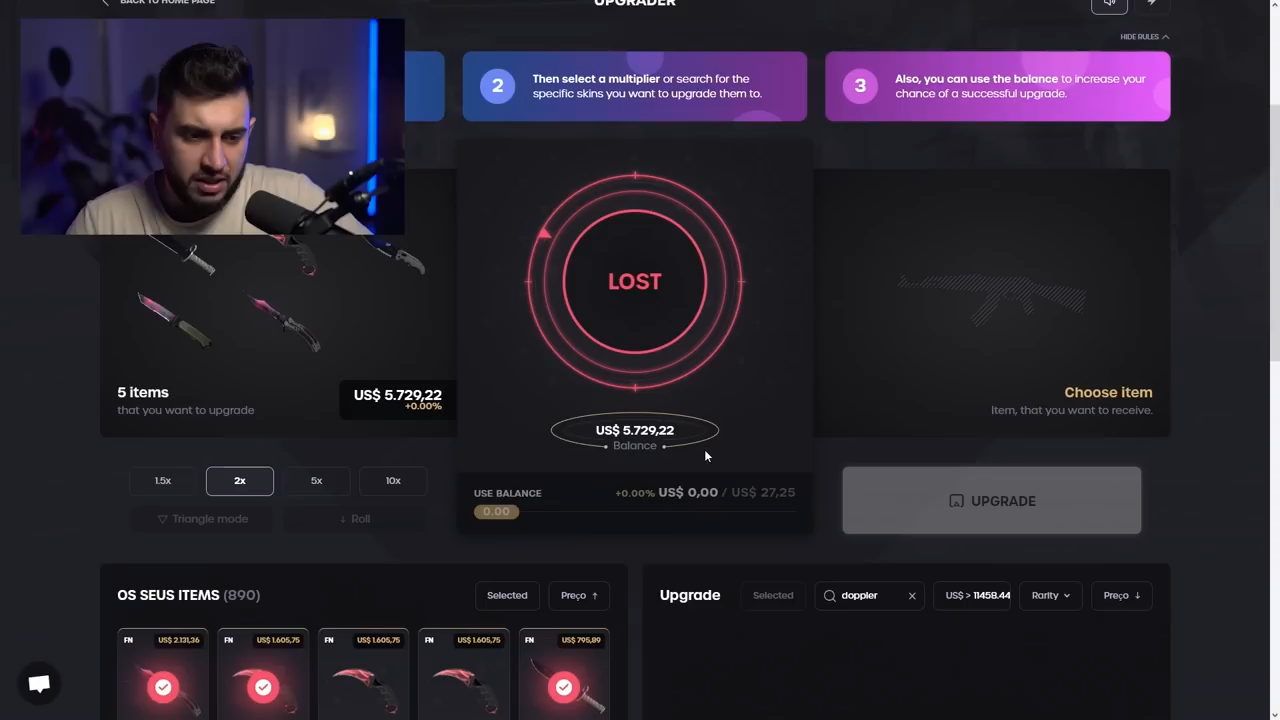 BACK TO HOME PAGE
UPGRADER
HIDE RULES
2
Then select a multiplier or search for the
specific skins you want to upgrade them to.
3
Also, you can use the balance to increase your
chance of a successful upgrade.
LOST
5 items
that you want to upgrade
US$ 5.729,22
+0.00%
Choose item
Item, that you want to receive.
US$ 5.729,22
Balance
1.5x
2x
5x
10x
Triangle mode
Roll
USE BALANCE
+0.00% US$ 0,00 / US$ 27,25
0.00
UPGRADE
OS SEUS ITEMS (890)
Selected
Preço ↑
Upgrade
Selected
doppler
US$ > 11458.44
Rarity
Preço ↓
FN US$ 2.131,36
FN US$ 1.605,75
FN US$ 1.605,75
FN US$ 1.605,75
FN US$ 795,89